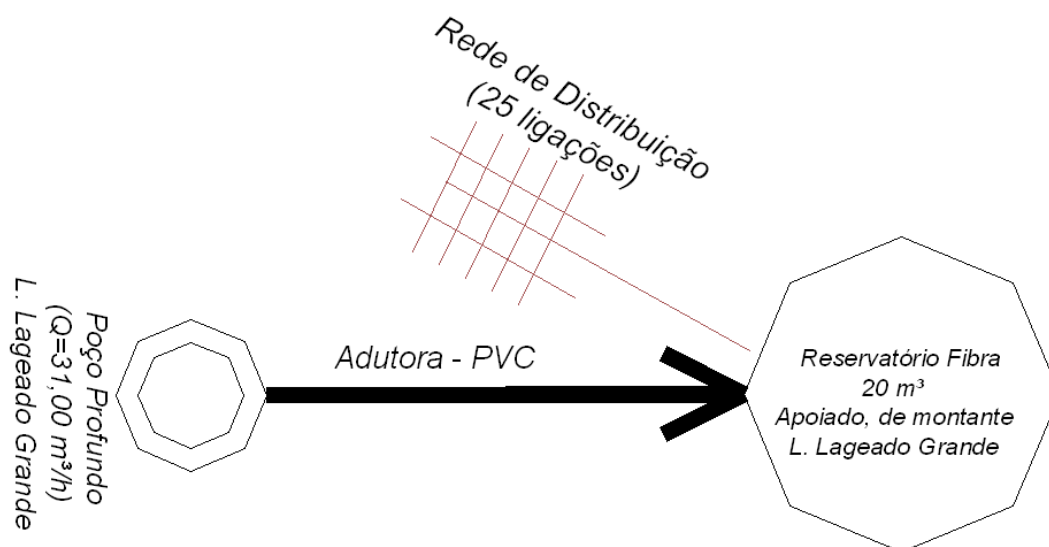 Rede de Distribuição
(25 ligações)
Poço Profundo
(Q=31,00 m³/h)
L. Lageado Grande
Adutora - PVC
Reservatório Fibra
20 m³
Apoiado, de montante
L. Lageado Grande